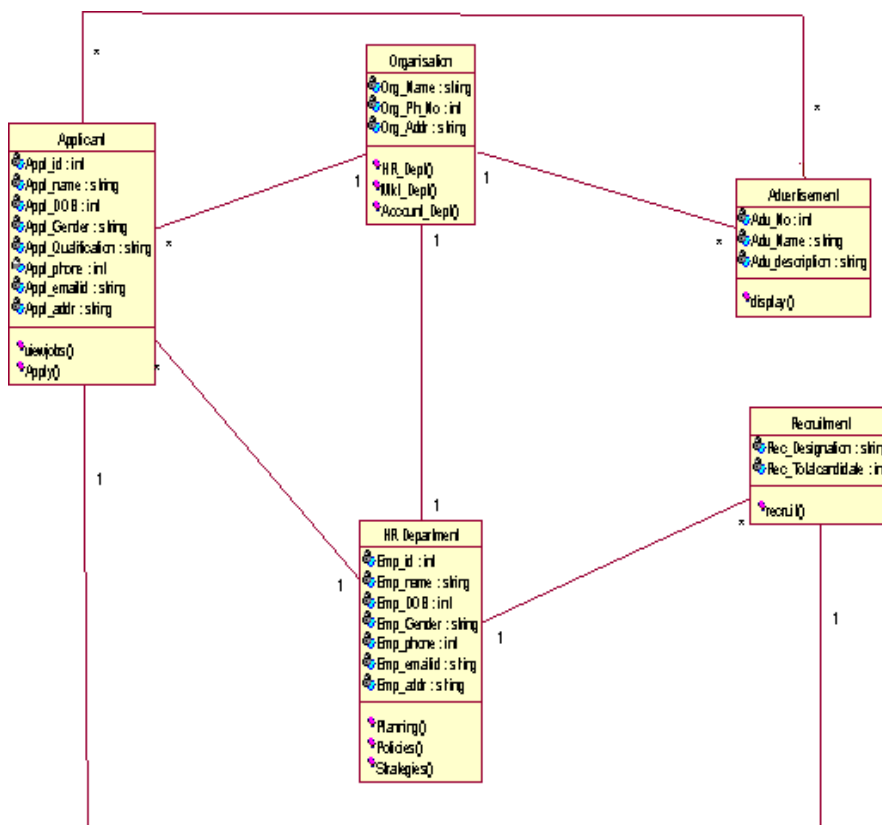 Organisation
Org_Name : string
Org_Ph_No : int
Org_Addr : string
HR_Dept()
Mkt_Dept()
Account_Dept()
1
1
1
*
*
Applicant
Appl_id : int
Appl_name : string
Appl_DOB : int
Appl_Gender : string
Appl_Qualification : string
Appl_phone : int
Appl_emailid : string
Appl_addr : string
viewjobs()
Apply()
*
*
1
Advertisement
Adv_No : int
Adv_Name : string
Adv_description : string
display()
*
Recruitment
Rec_Designation : string
Rec_Totalcandidate : int
recruit()
*
1
HR Department
Emp_id : int
Emp_name : string
Emp_DOB : int
Emp_Gender : string
Emp_phone : int
Emp_emailid : string
Emp_addr : string
Planning()
Policies()
Strategies()
1
1
1